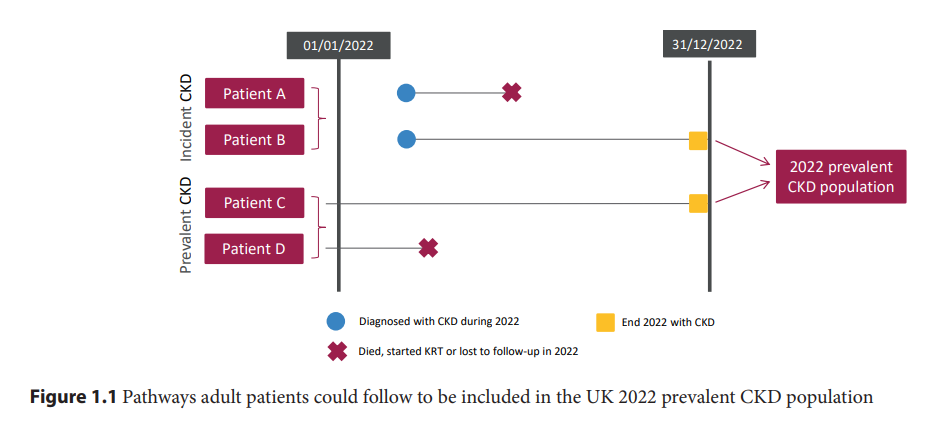 01/01/2022
31/12/2022
Incident CKD
Patient A
Patient B
2022 prevalent
CKD population
Prevalent CKD
Patient C
Patient D
Diagnosed with CKD during 2022
End 2022 with CKD
Died, started KRT or lost to follow-up in 2022
Figure 1.1 Pathways adult patients could follow to be included in the UK 2022 prevalent CKD population